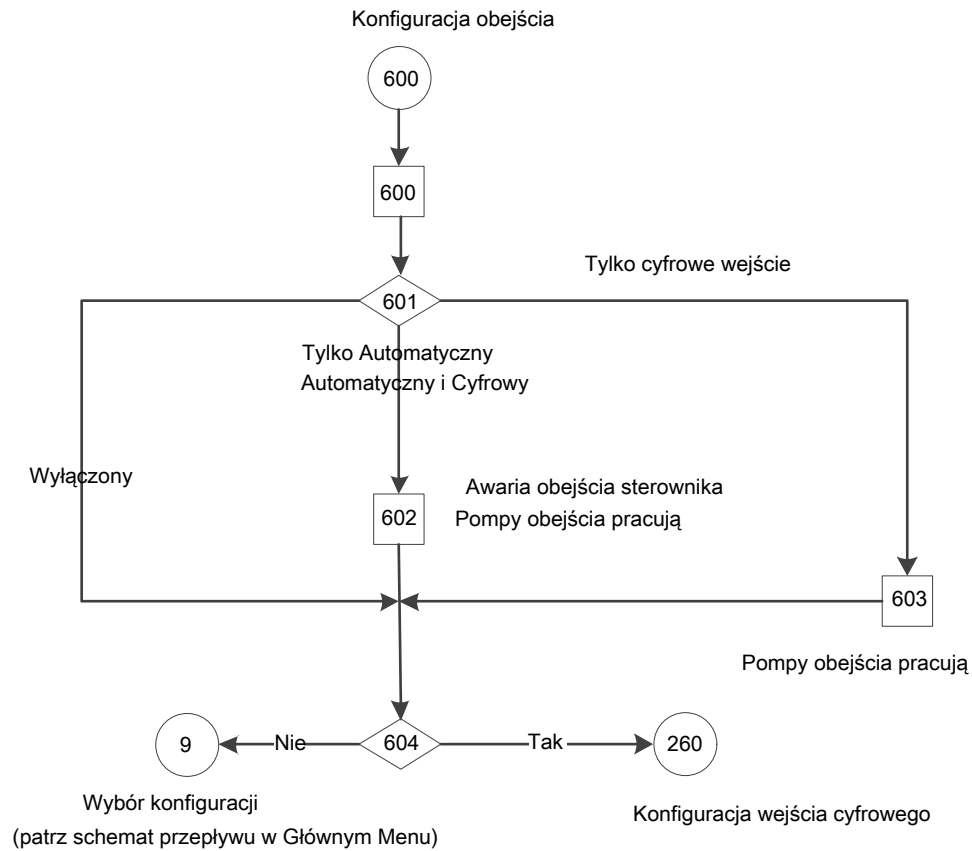 Konfiguracja obejścia
600
600
Tylko cyfrowe wejście
601
Tylko Automatyczny
Automatyczny i Cyfrowy
Wyłączony
Awaria obejścia sterownika
602
Pompy obejścia pracują
603
Pompy obejścia pracują
9
Nie
604
Tak
260
Wybór konfiguracji
(patrz schemat przepływu w Głównym Menu)
Konfiguracja wejścia cyfrowego